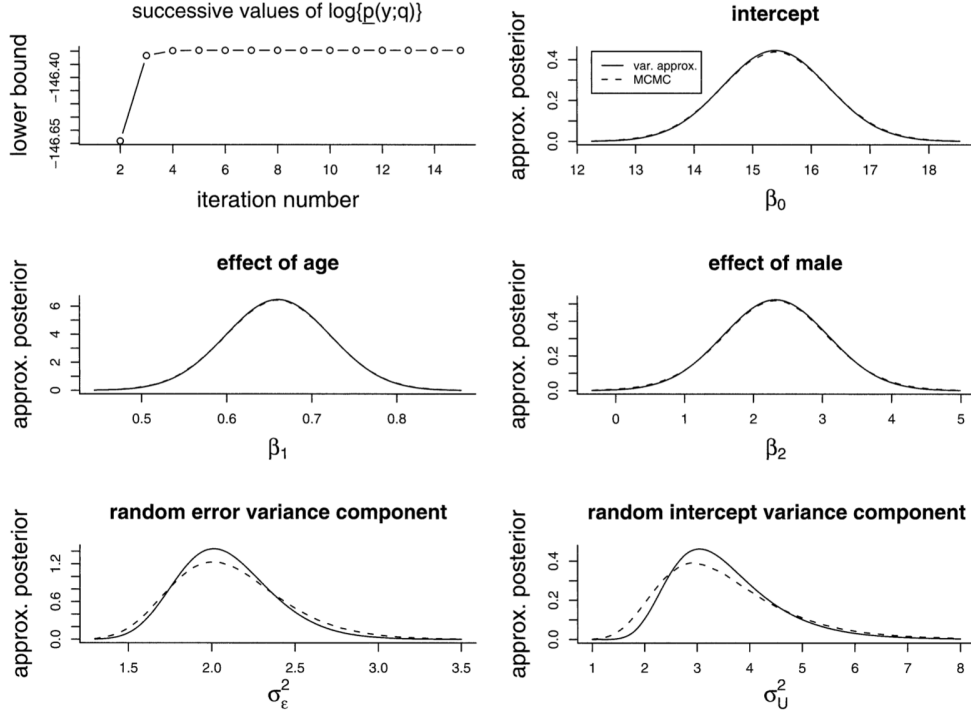 successive values of log{p(y;q)}
lower bound
−146.65 −146.40
2 4 6 8 10 12 14
iteration number
intercept
approx. posterior
0.0 0.2 0.4
var. approx.
MCMC
12 13 14 15 16 17 18
β0
effect of age
approx. posterior
0 2 4 6
0.5 0.6 0.7 0.8
β1
effect of male
approx. posterior
0.0 0.2 0.4
0 1 2 3 4 5
β2
random error variance component
approx. posterior
0.0 0.6 1.2
1.5 2.0 2.5 3.0 3.5
σ²ε
random intercept variance component
approx. posterior
0.0 0.2 0.4
1 2 3 4 5 6 7 8
σ²U